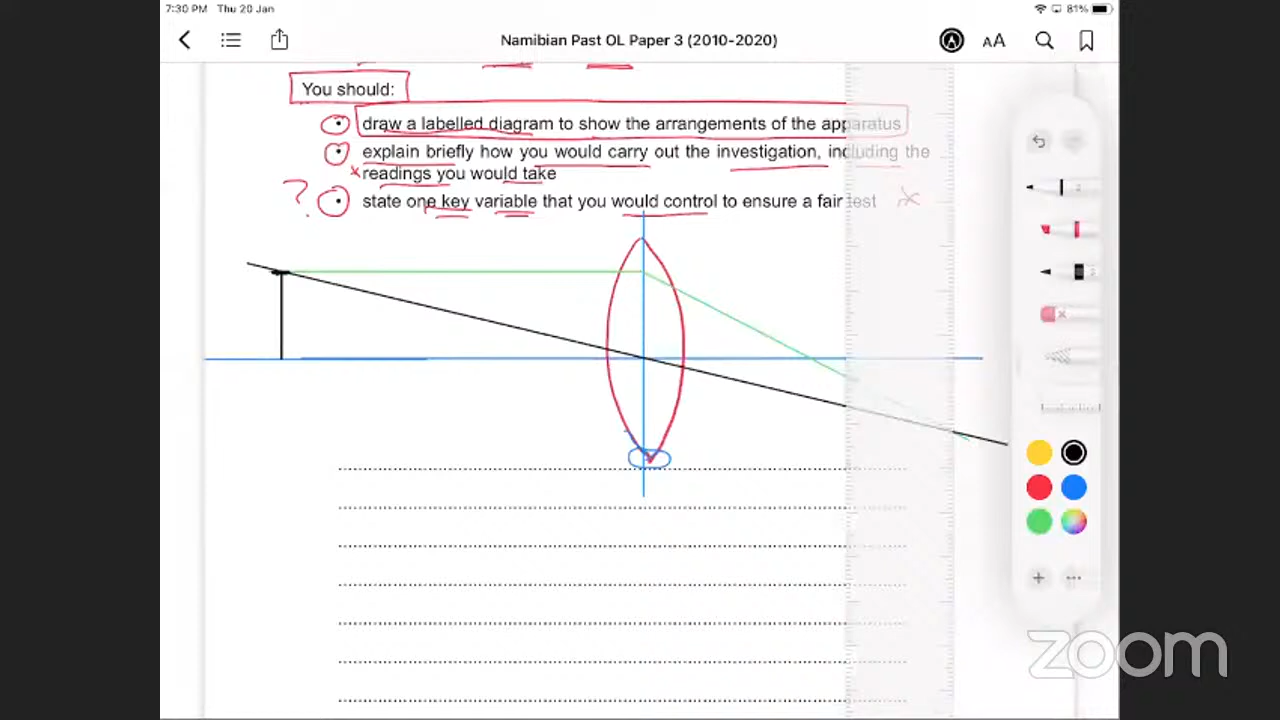 7:30 PM Thu 20 Jan
81%
Namibian Past OL Paper 3 (2010-2020)
AA
You should:
draw a labelled diagram to show the arrangements of the apparatus
explain briefly how you would carry out the investigation, including the
readings you would take
? state one key variable that you would control to ensure a fair test
zoom